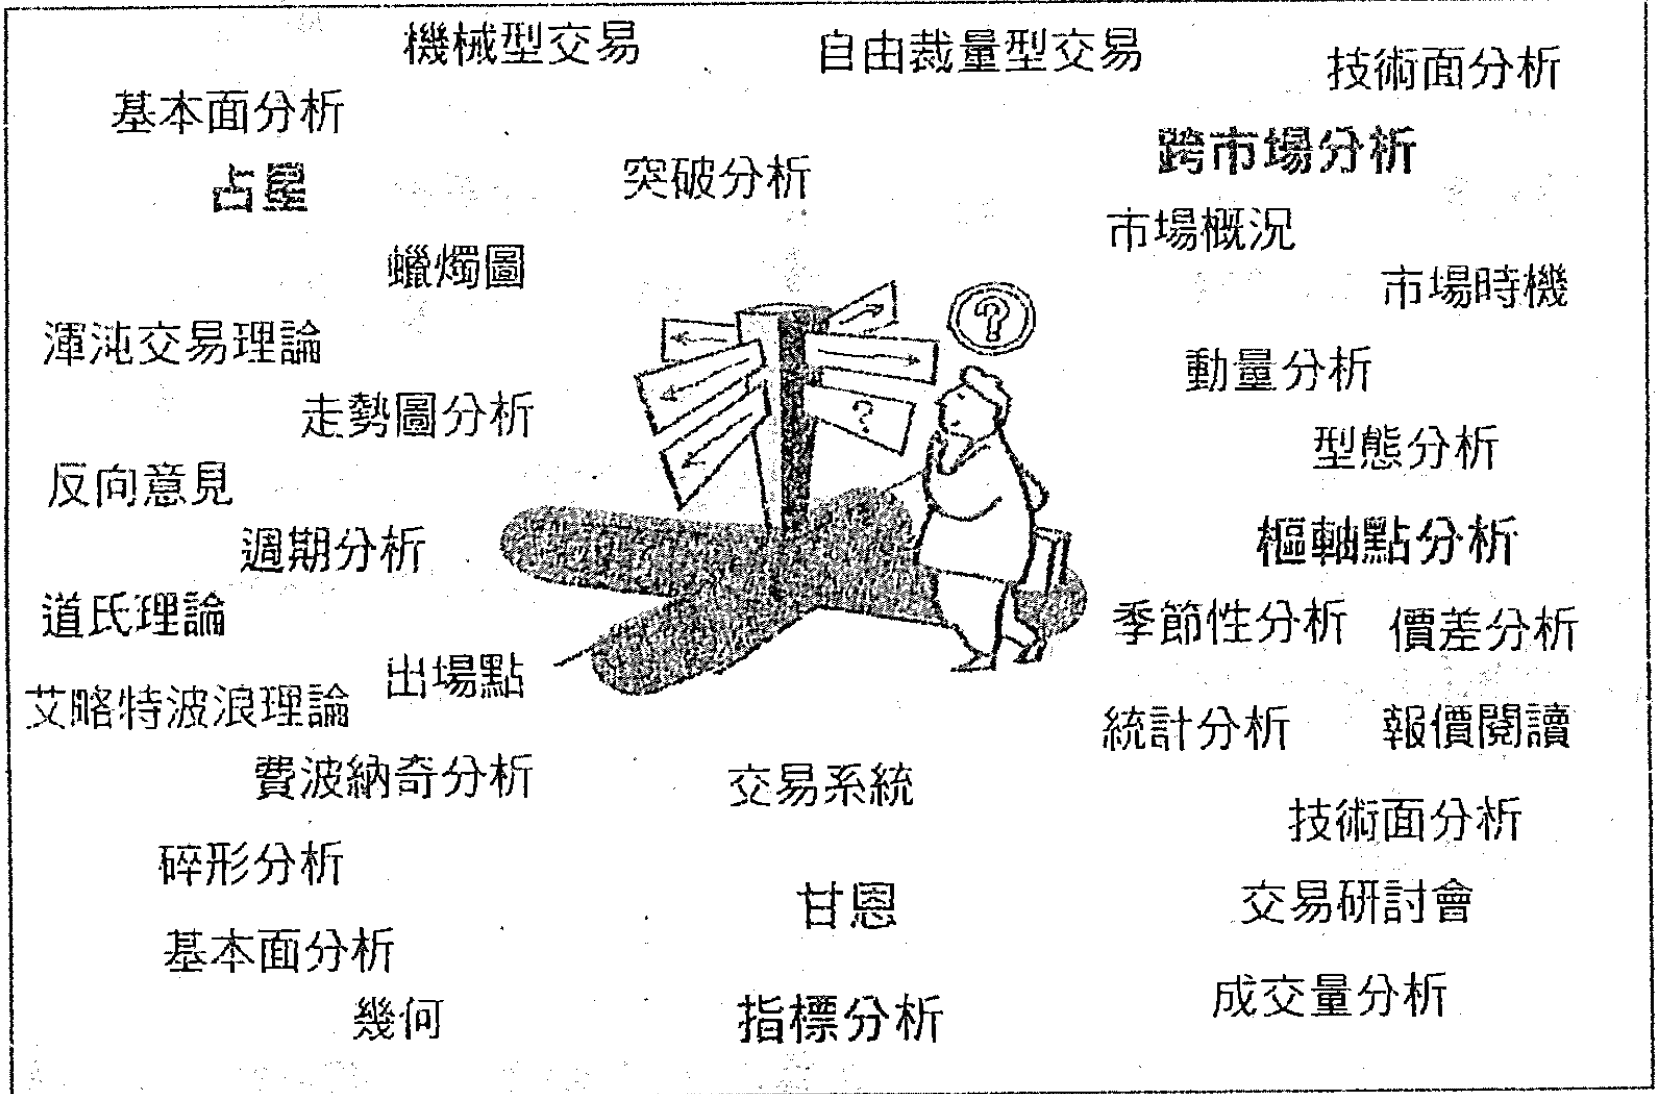 機械型交易
自由裁量型交易
技術面分析
基本面分析
跨市場分析
占星
突破分析
市場概況
蠟燭圖
市場時機
渾沌交易理論
動量分析
走勢圖分析
型態分析
反向意見
週期分析
樞軸點分析
道氏理論
季節性分析
價差分析
出場點
艾略特波浪理論
統計分析
報價閱讀
費波納奇分析
交易系統
技術面分析
碎形分析
甘恩
交易研討會
基本面分析
成交量分析
幾何
指標分析
?
?